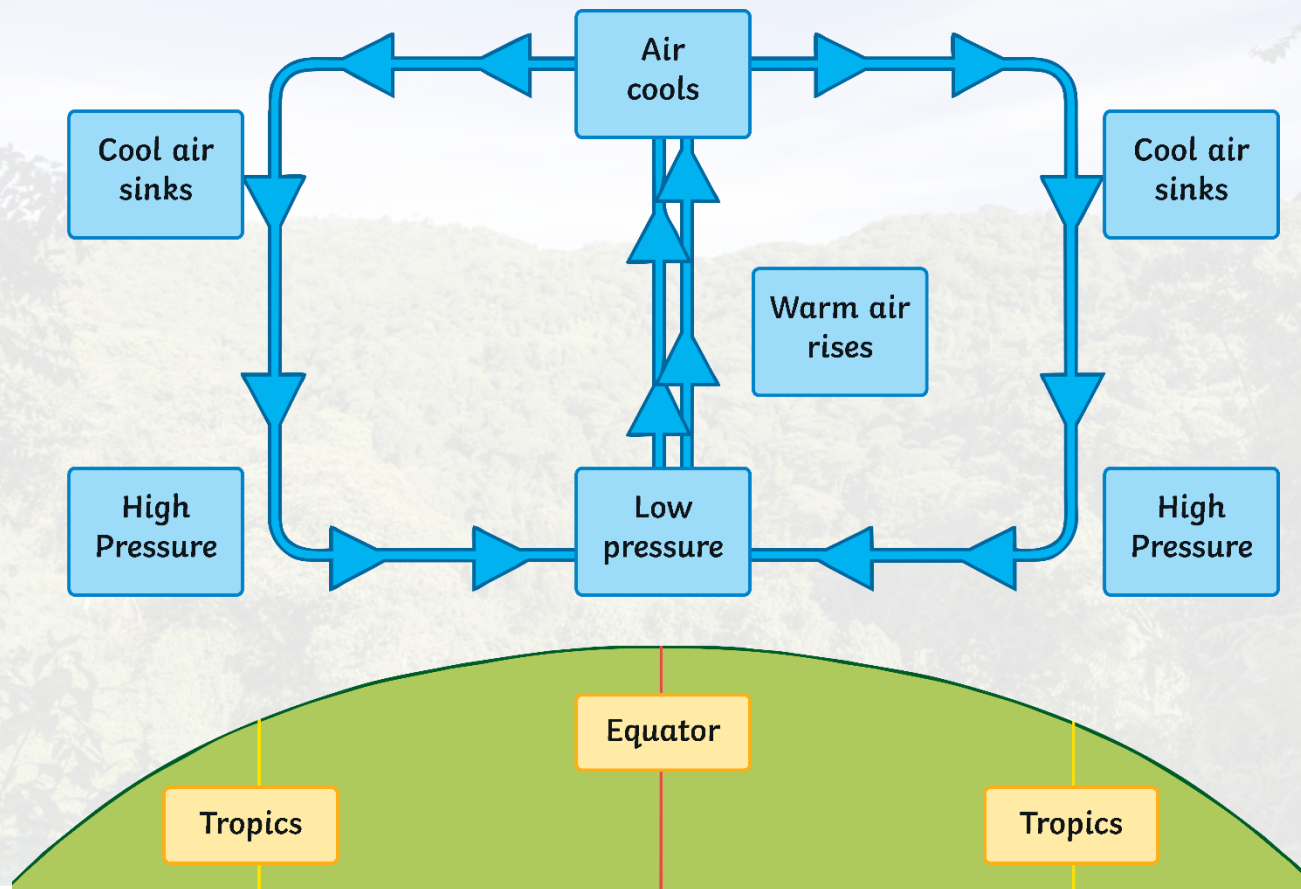 Air
cools
Cool air
sinks
Cool air
sinks
Warm air
rises
High
Pressure
Low
pressure
High
Pressure
Equator
Tropics
Tropics